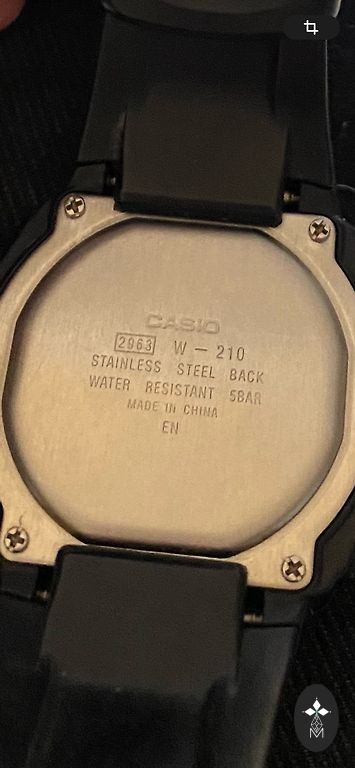 CASIO
2963 W - 210
STAINLESS STEEL BACK
WATER RESISTANT 5BAR
MADE IN CHINA
EN
M